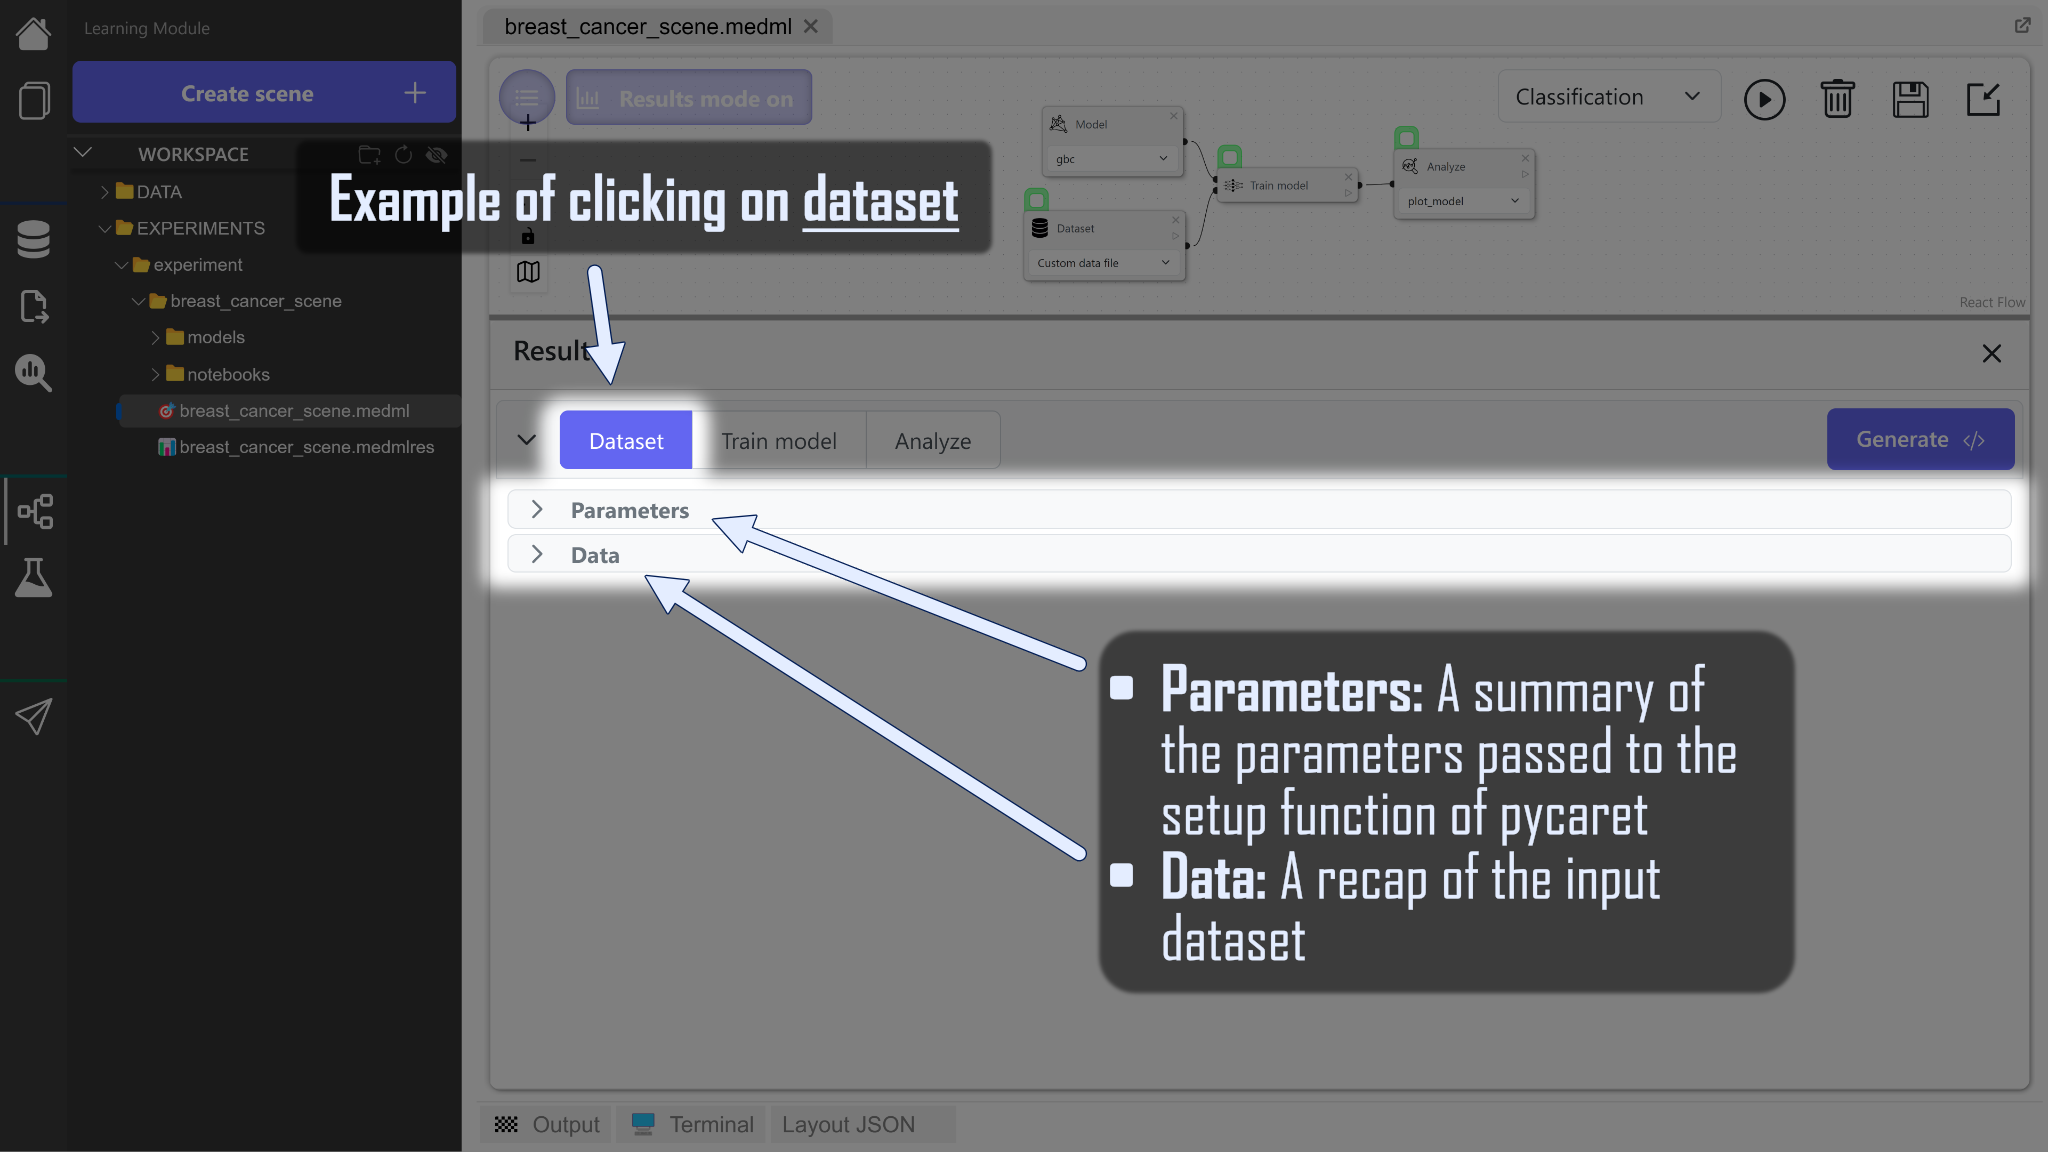 Learning Module
Create scene
WORKSPACE
DATA
EXPERIMENTS
experiment
breast_cancer_scene
models
notebooks
breast_cancer_scene.medml
breast_cancer_scene.medmlres
breast_cancer_scene.medml
Results mode on
Classification
Model
gbc
Dataset
Custom data file
Train model
Analyze
plot_model
React Flow
Example of clicking on dataset
Result
Dataset
Train model
Analyze
Generate </>
Parameters
Data
Parameters: A summary of
the parameters passed to the
setup function of pycaret
Data: A recap of the input
dataset
Output
Terminal
Layout JSON